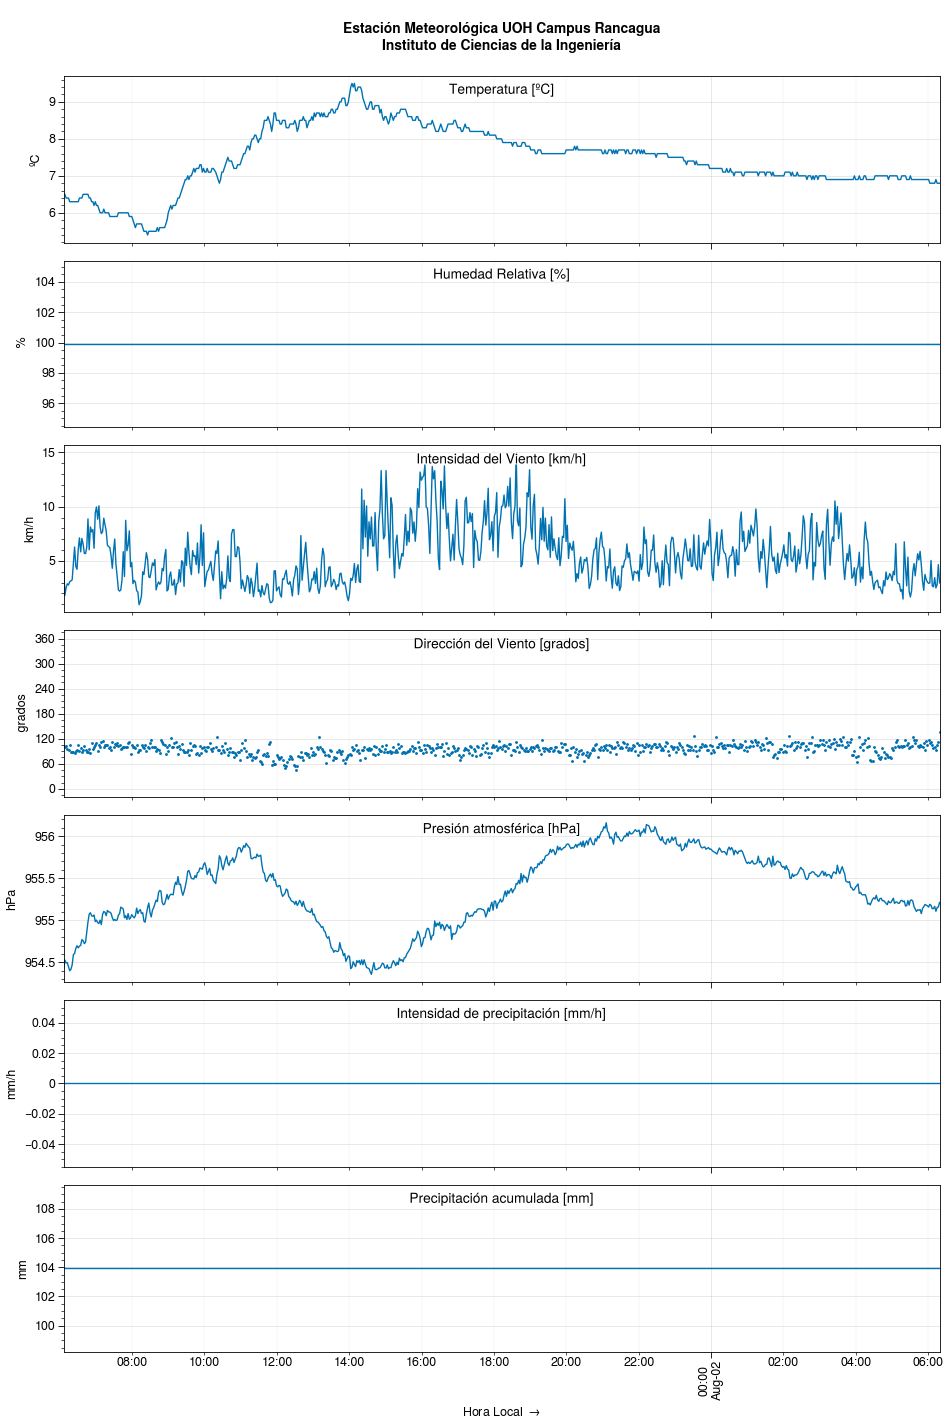 Estación Meteorológica UOH Campus Rancagua
Instituto de Ciencias de la Ingeniería
Temperatura [ºC]
9
8
7
6
ºC
Humedad Relativa [%]
104
102
100
98
96
%
Intensidad del Viento [km/h]
15
10
5
km/h
Dirección del Viento [grados]
360
300
240
180
120
60
0
grados
Presión atmosférica [hPa]
956
955.5
955
954.5
hPa
Intensidad de precipitación [mm/h]
0.04
0.02
0
−0.02
−0.04
mm/h
Precipitación acumulada [mm]
108
106
104
102
100
mm
08:00 10:00 12:00 14:00 16:00 18:00 20:00 22:00 00:00 02:00 04:00 06:00
Aug-02
Hora Local →